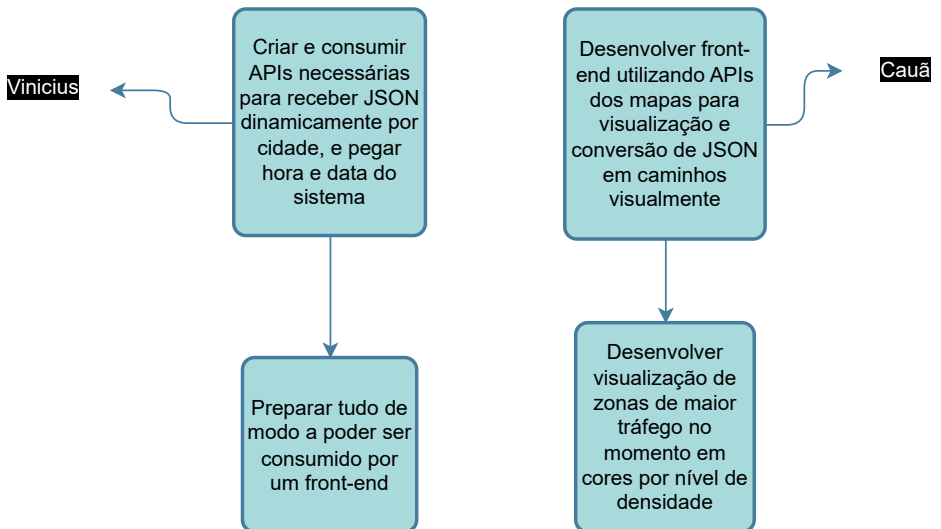 Vinicius
Criar e consumir
APIs necessárias
para receber JSON
dinamicamente por
cidade, e pegar
hora e data do
sistema
Desenvolver front-
end utilizando APIs
dos mapas para
visualização e
conversão de JSON
em caminhos
visualmente
Cauã
Preparar tudo de
modo a poder ser
consumido por
um front-end
Desenvolver
visualização de
zonas de maior
tráfego no
momento em
cores por nível de
densidade